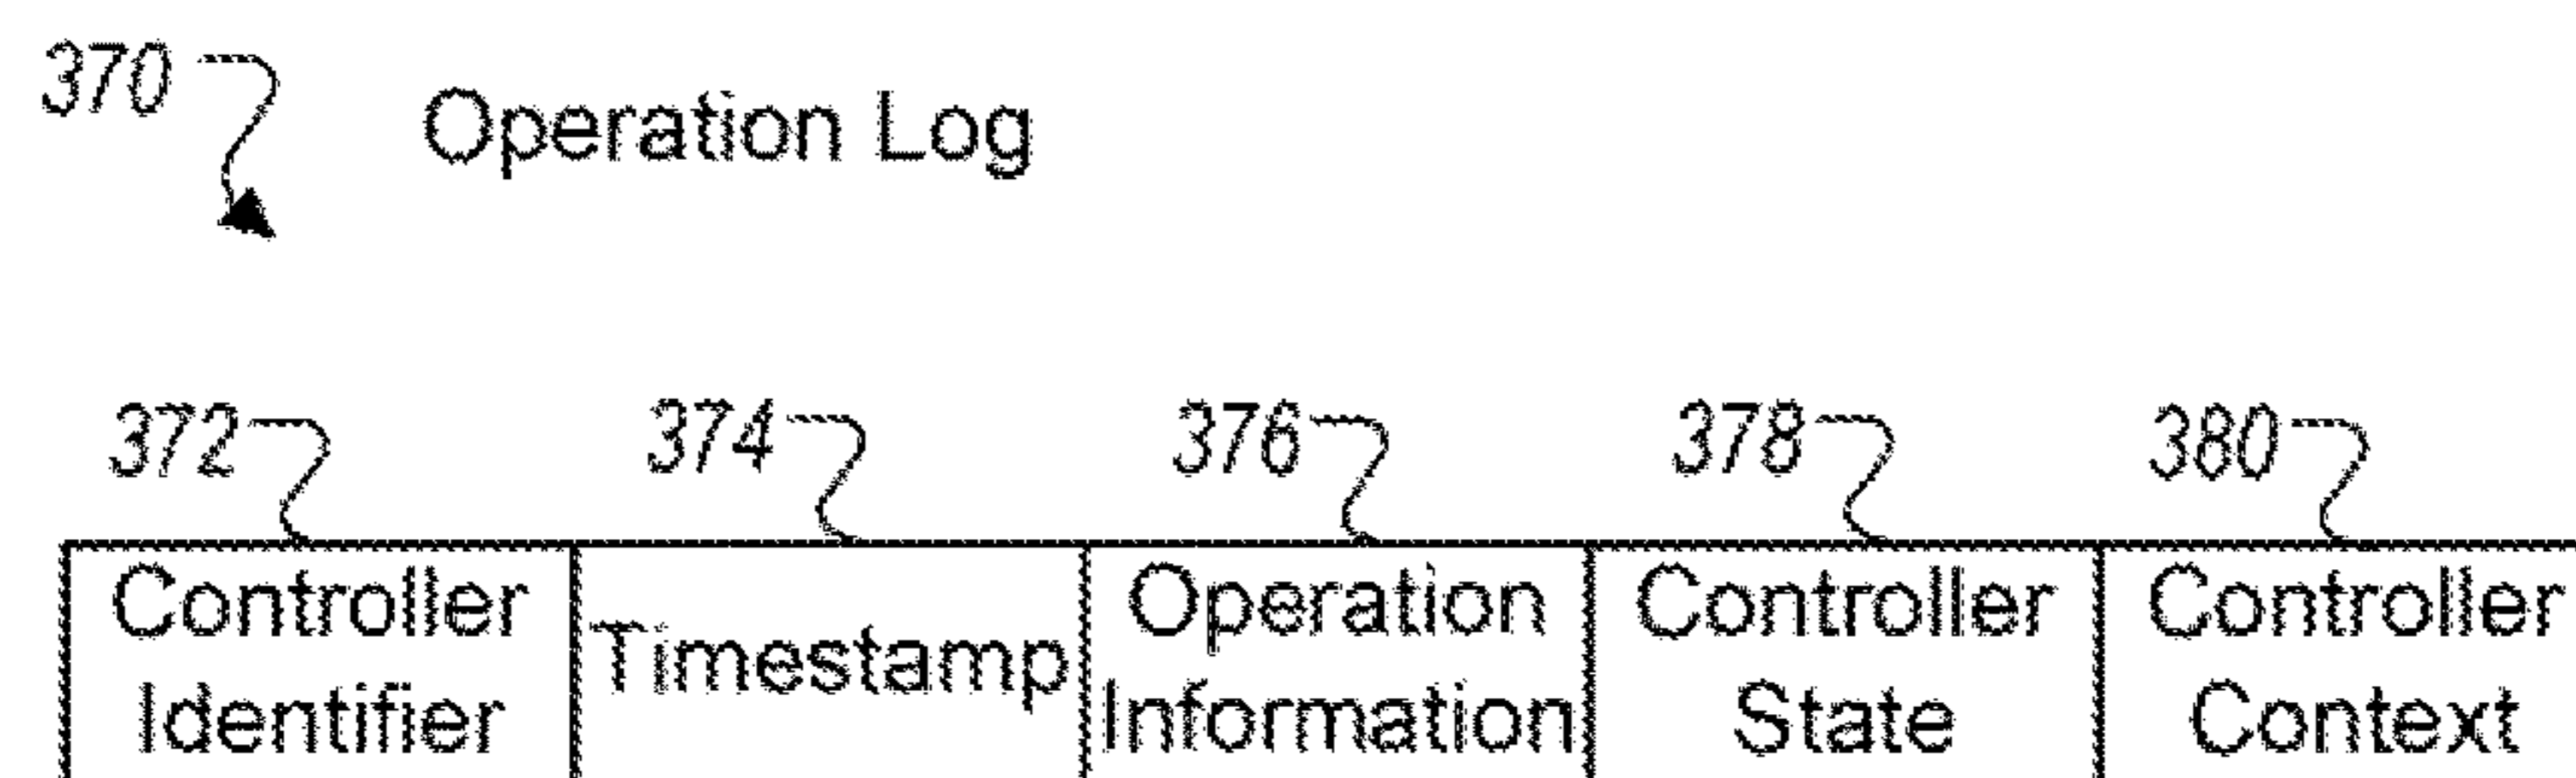 370 Operation Log
372 374 376 378 380
Controller Identifier
Timestamp
Operation Information
Controller State
Controller Context